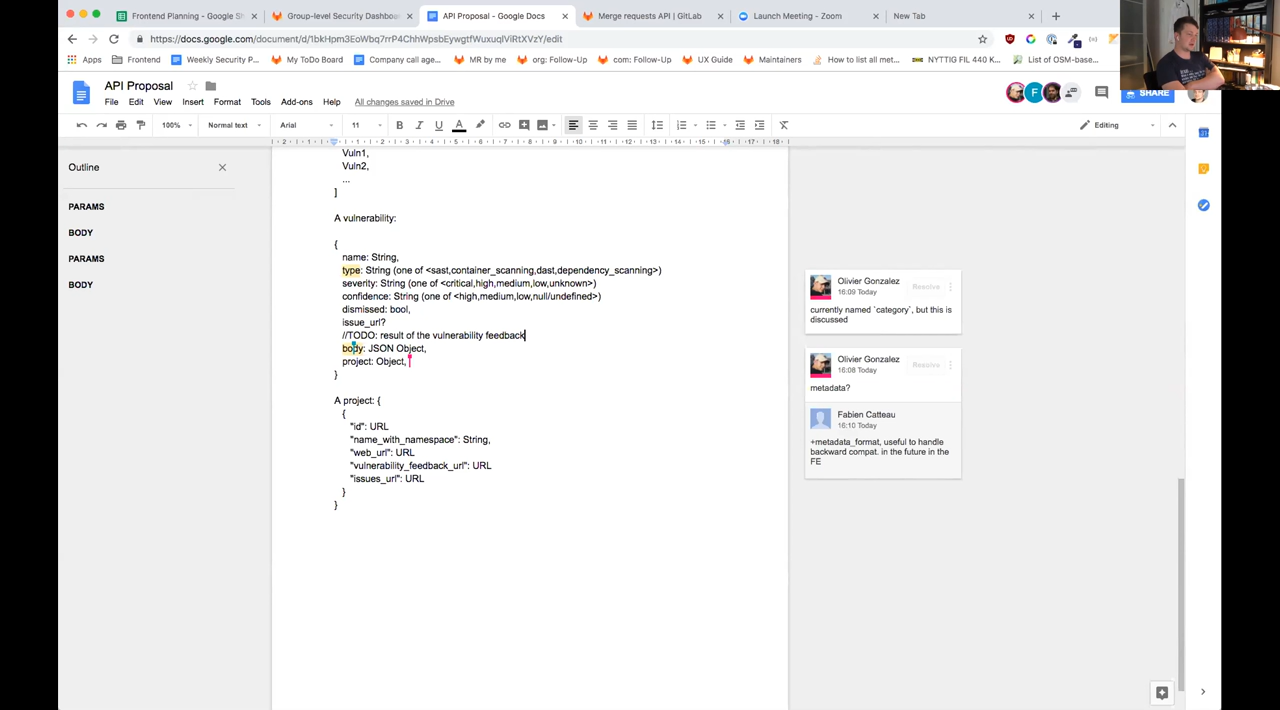 Frontend Planning - Google Sh
Group-level Security Dashboa
API Proposal - Google Docs
Merge requests API | GitLab
Launch Meeting - Zoom
New Tab
Apps
Frontend
Weekly Security P
My ToDo Board
Company call age...
MR by me
org: Follow-Up
com: Follow-Up
UX Guide
Maintainers
How to list all met...
NYTTIG FIL 440 K...
List of OSM-base...
API Proposal
SHARE
File Edit View Insert Format Tools Add-ons Help All changes saved in Drive
100% Normal text Arial 11 B I U A Editing
Outline
PARAMS
BODY
PARAMS
BODY
Vuln1,
Vuln2,
...
]
A vulnerability:
{
name: String,
type: String (one of <sast,container_scanning,dast,dependency_scanning>)
severity: String (one of <critical,high,medium,low,unknown>)
confidence: String (one of <high,medium,low,null/undefined>)
dismissed: bool,
issue_url?
//TODO: result of the vulnerability feedback
body: JSON Object,
project: Object,
}
A project: {
{
"id": URL
"name_with_namespace": String,
"web_url": URL
"vulnerability_feedback_url": URL
"issues_url": URL
}
}
Olivier Gonzalez
16:09 Today
Resolve
currently named `category`, but this is
discussed
Olivier Gonzalez
16:08 Today
Resolve
metadata?
Fabien Catteau
16:10 Today
+metadata_format, useful to handle
backward compat. in the future in the
FE